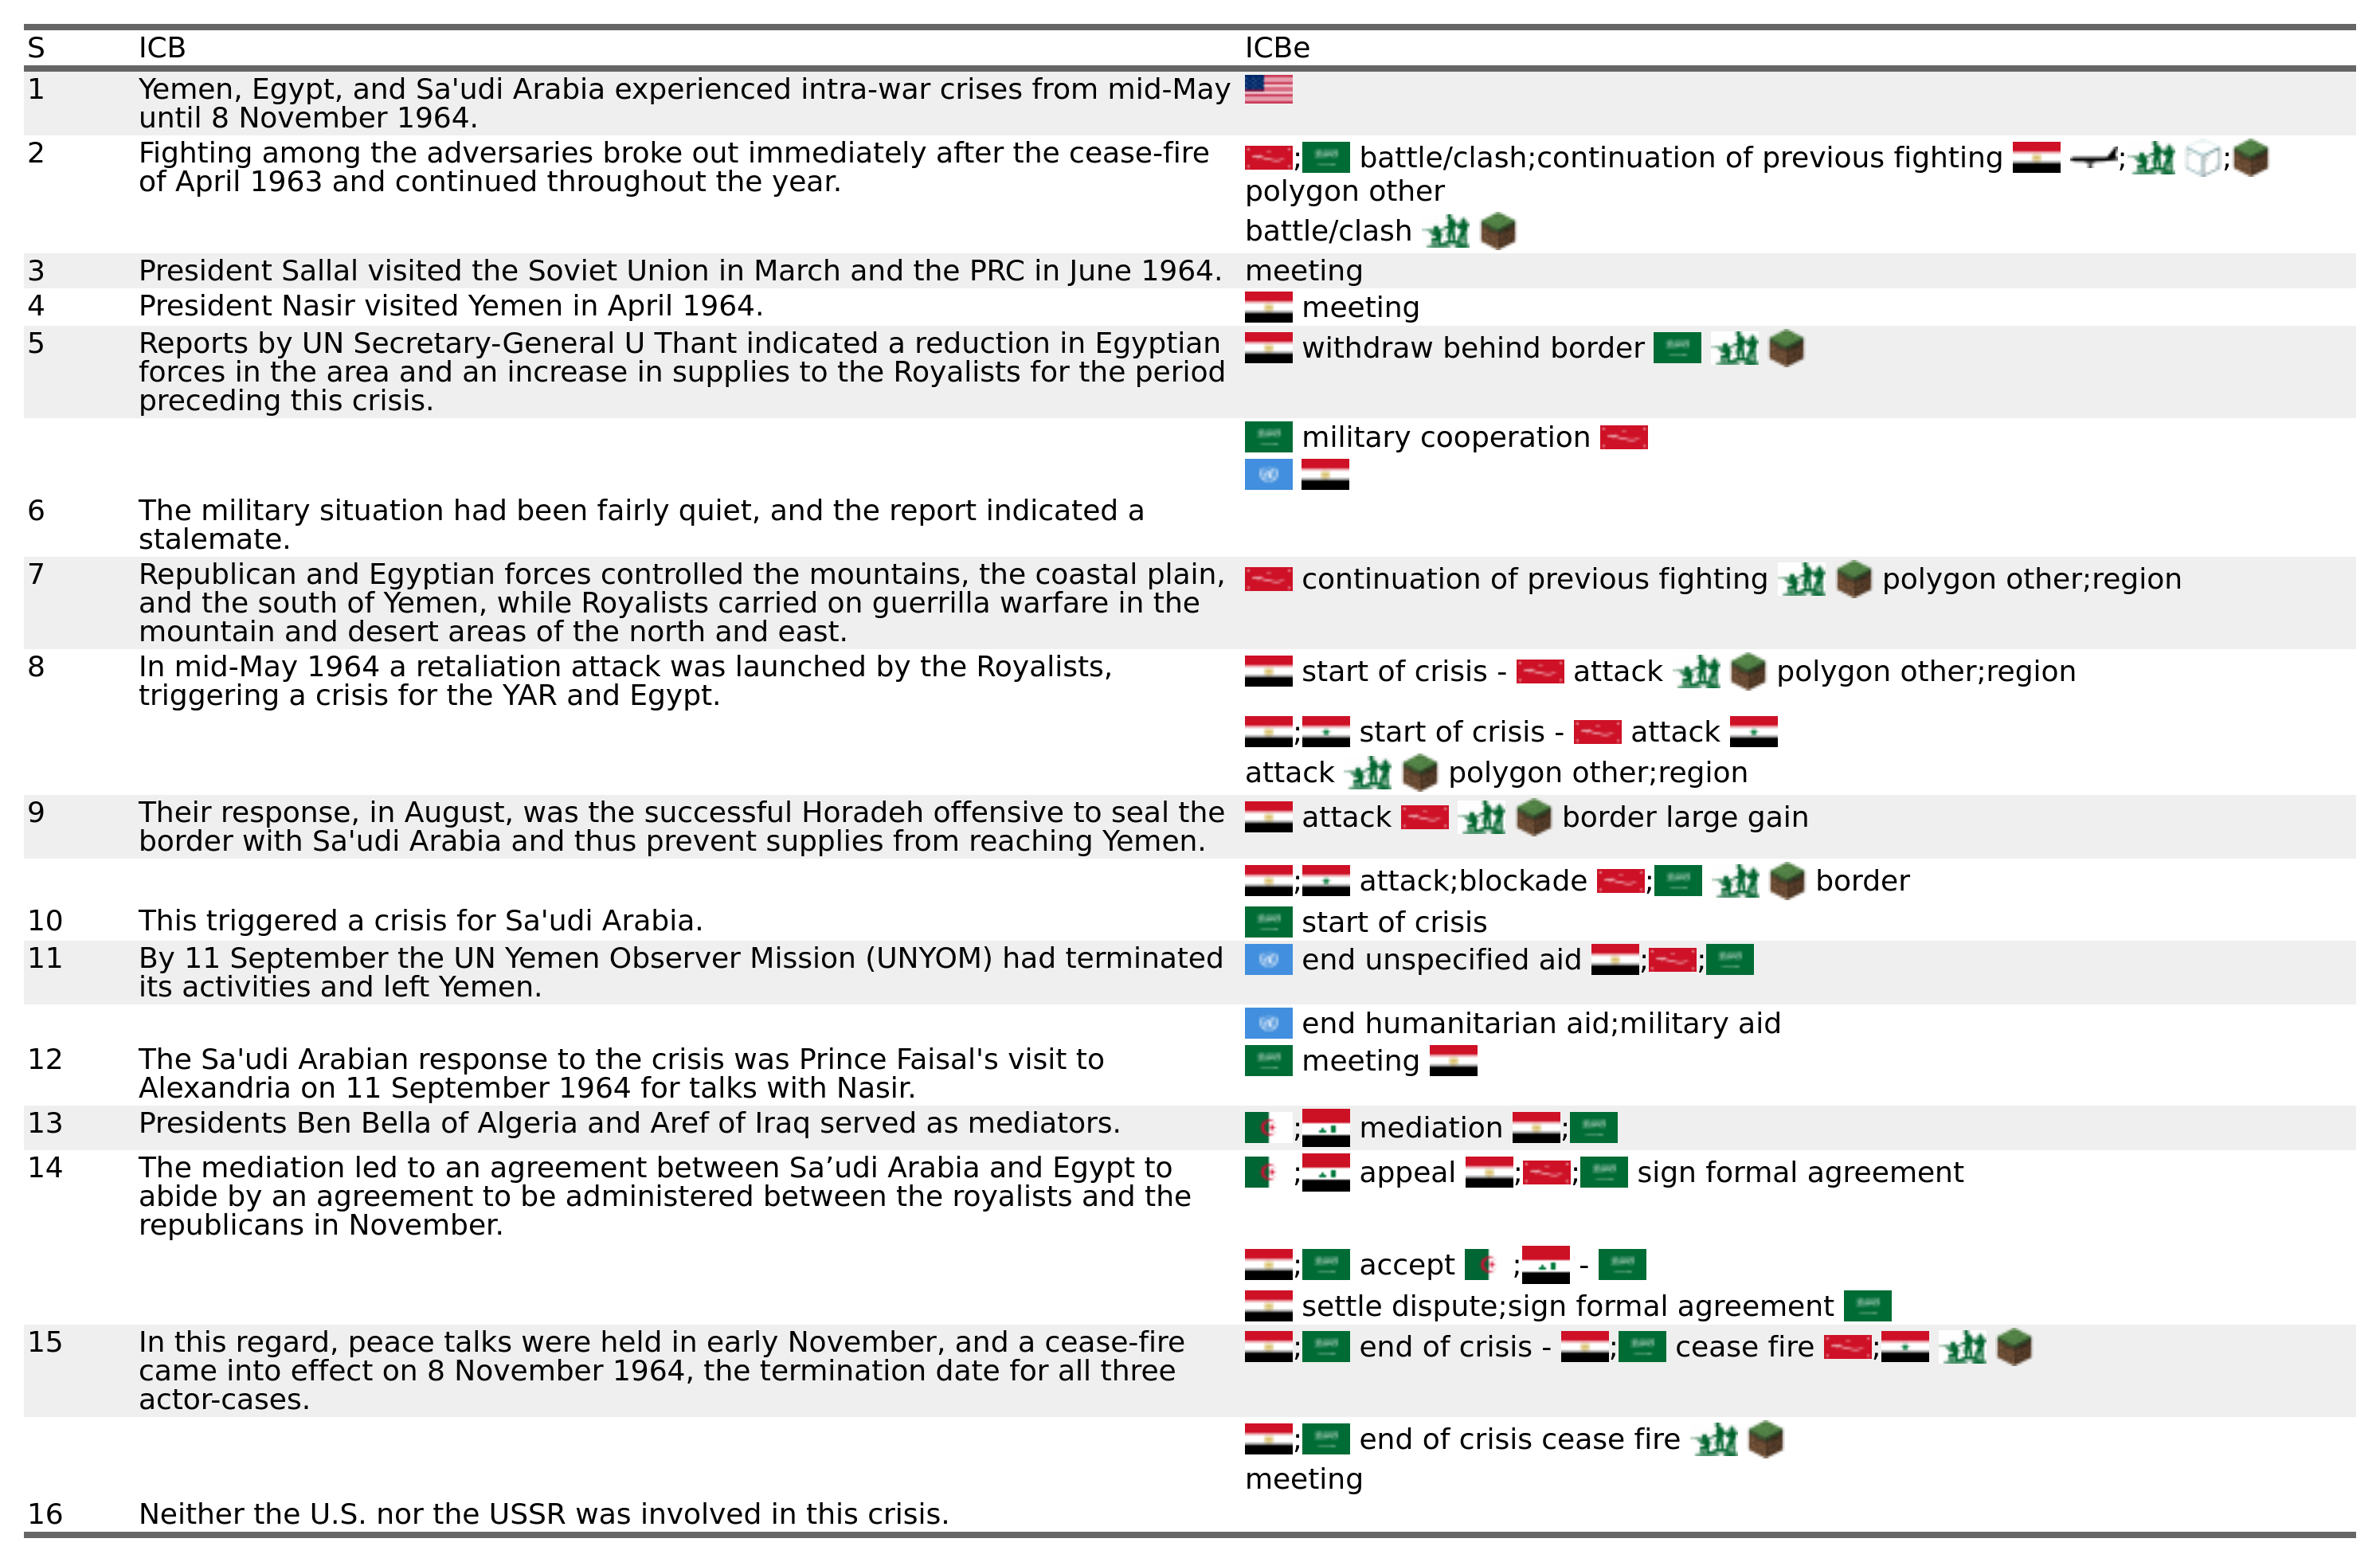 S ICB ICBe
1 Yemen, Egypt, and Sa'udi Arabia experienced intra-war crises from mid-May
until 8 November 1964.
2 Fighting among the adversaries broke out immediately after the cease-fire
of April 1963 and continued throughout the year.
; battle/clash;continuation of previous fighting ; ;
polygon other
battle/clash
3 President Sallal visited the Soviet Union in March and the PRC in June 1964. meeting
4 President Nasir visited Yemen in April 1964. meeting
5 Reports by UN Secretary-General U Thant indicated a reduction in Egyptian
forces in the area and an increase in supplies to the Royalists for the period
preceding this crisis.
withdraw behind border
military cooperation
6 The military situation had been fairly quiet, and the report indicated a
stalemate.
7 Republican and Egyptian forces controlled the mountains, the coastal plain,
and the south of Yemen, while Royalists carried on guerrilla warfare in the
mountain and desert areas of the north and east.
continuation of previous fighting polygon other;region
8 In mid-May 1964 a retaliation attack was launched by the Royalists,
triggering a crisis for the YAR and Egypt.
start of crisis - attack polygon other;region
; start of crisis - attack
attack polygon other;region
9 Their response, in August, was the successful Horadeh offensive to seal the
border with Sa'udi Arabia and thus prevent supplies from reaching Yemen.
attack border large gain
; attack;blockade ; border
10 This triggered a crisis for Sa'udi Arabia. start of crisis
11 By 11 September the UN Yemen Observer Mission (UNYOM) had terminated
its activities and left Yemen.
end unspecified aid ; ;
end humanitarian aid;military aid
12 The Sa'udi Arabian response to the crisis was Prince Faisal's visit to
Alexandria on 11 September 1964 for talks with Nasir.
meeting
13 Presidents Ben Bella of Algeria and Aref of Iraq served as mediators. ; mediation ;
14 The mediation led to an agreement between Sa’udi Arabia and Egypt to
abide by an agreement to be administered between the royalists and the
republicans in November.
; appeal ; ; sign formal agreement
; accept ; -
settle dispute;sign formal agreement
15 In this regard, peace talks were held in early November, and a cease-fire
came into effect on 8 November 1964, the termination date for all three
actor-cases.
; end of crisis - ; cease fire ;
; end of crisis cease fire
meeting
16 Neither the U.S. nor the USSR was involved in this crisis.